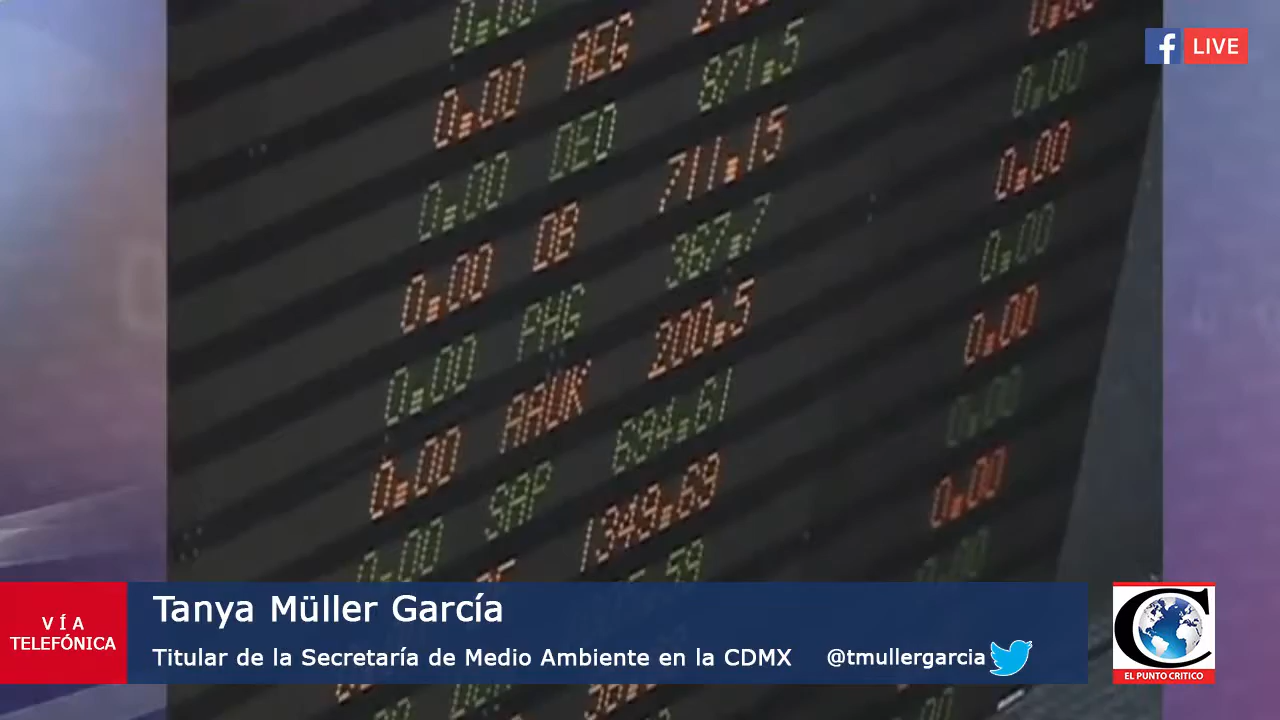 0.00
LIVE
0.00 AEG 871.5 0.00
0.00 DEO 711.15 0.00
0.00 DB 367.7 0.00
0.00 PHG 200.5 0.00
0.00 AAUK 694.61 0.00
0.00 SAP 1349.69 0.00
VÍA
TELEFÓNICA
Tanya Müller García
Titular de la Secretaría de Medio Ambiente en la CDMX
@tmullergarcia
EL PUNTO CRITICO